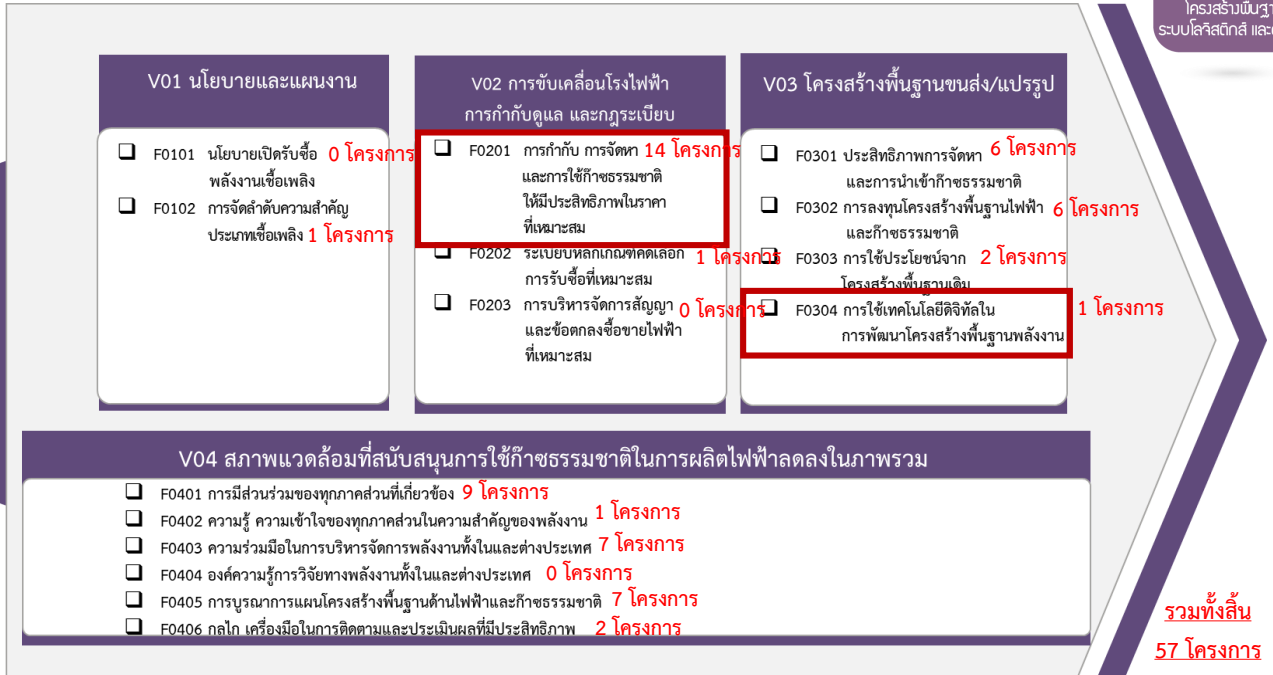 โครงสร้างพื้นฐา
ระบบโลจิสติกส์ และ
V01 นโยบายและแผนงาน
F0101 นโยบายเปิดรับซื้อ 0 โครงการ
พลังงานเชื้อเพลิง
F0102 การจัดลำดับความสำคัญ
ประเภทเชื้อเพลิง 1 โครงการ
V02 การขับเคลื่อนโรงไฟฟ้า
การกำกับดูแล และกฎระเบียบ
F0201 การกำกับ การจัดหา 14 โครงการ
และการใช้ก๊าซธรรมชาติ
ให้มีประสิทธิภาพในราคา
ที่เหมาะสม
F0202 ระเบียบหลักเกณฑ์คัดเลือก 1 โครงการ
การรับซื้อที่เหมาะสม
F0203 การบริหารจัดการสัญญา 0 โครงการ
และข้อตกลงซื้อขายไฟฟ้า
ที่เหมาะสม
V03 โครงสร้างพื้นฐานขนส่ง/แปรรูป
F0301 ประสิทธิภาพการจัดหา 6 โครงการ
และการนำเข้าก๊าซธรรมชาติ
F0302 การลงทุนโครงสร้างพื้นฐานไฟฟ้า 6 โครงการ
และก๊าซธรรมชาติ
F0303 การใช้ประโยชน์จาก 2 โครงการ
โครงสร้างพื้นฐานเดิม
F0304 การใช้เทคโนโลยีดิจิทัลใน 1 โครงการ
การพัฒนาโครงสร้างพื้นฐานพลังงาน
V04 สภาพแวดล้อมที่สนับสนุนการใช้ก๊าซธรรมชาติในการผลิตไฟฟ้าลดลงในภาพรวม
F0401 การมีส่วนร่วมของทุกภาคส่วนที่เกี่ยวข้อง 9 โครงการ
F0402 ความรู้ ความเข้าใจของทุกภาคส่วนในความสำคัญของพลังงาน 1 โครงการ
F0403 ความร่วมมือในการบริหารจัดการพลังงานทั้งในและต่างประเทศ 7 โครงการ
F0404 องค์ความรู้การวิจัยทางพลังงานทั้งในและต่างประเทศ 0 โครงการ
F0405 การบูรณาการแผนโครงสร้างพื้นฐานด้านไฟฟ้าและก๊าซธรรมชาติ 7 โครงการ
F0406 กลไก เครื่องมือในการติดตามและประเมินผลที่มีประสิทธิภาพ 2 โครงการ
รวมทั้งสิ้น
57 โครงการ